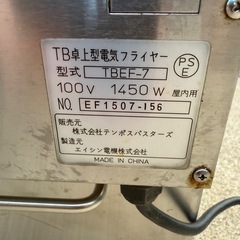 TB卓上型電気フライヤー
PS
E
型式 TBEF-7
100V 1450W 屋内用
NO. EF1507-156
販売元
株式会社テンポスバスターズ
製造元
エイシン電機株式会社
MADE IN CHINA